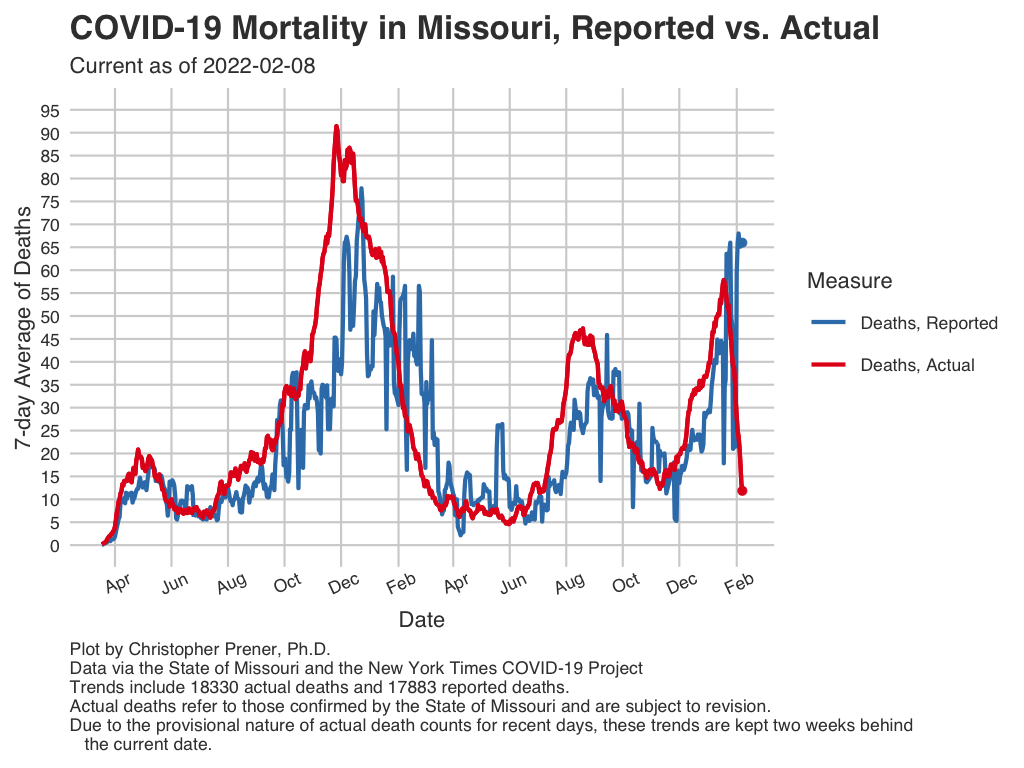 COVID-19 Mortality in Missouri, Reported vs. Actual
Current as of 2022-02-08
95
90
85
80
75
70
65
60
55
50
45
40
35
30
25
20
15
10
5
0
7-day Average of Deaths
Apr
Jun
Aug
Oct
Dec
Feb
Apr
Jun
Aug
Oct
Dec
Feb
Date
Measure
Deaths, Reported
Deaths, Actual
Plot by Christopher Prener, Ph.D.
Data via the State of Missouri and the New York Times COVID-19 Project
Trends include 18330 actual deaths and 17883 reported deaths.
Actual deaths refer to those confirmed by the State of Missouri and are subject to revision.
Due to the provisional nature of actual death counts for recent days, these trends are kept two weeks behind
the current date.